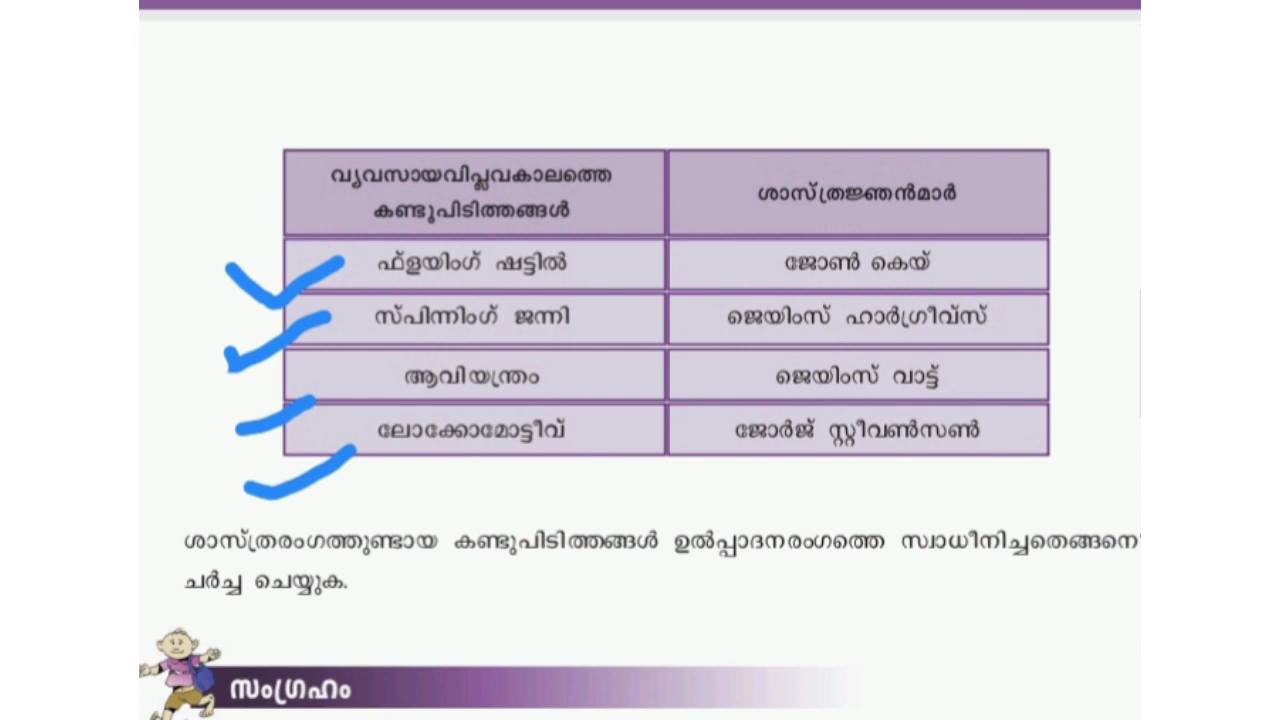 വ്യവസായവിപ്ലവകാലത്തെ
കണ്ടുപിടിത്തങ്ങൾ
ശാസ്ത്രജ്ഞൻമാർ
ഫ്ളയിംഗ് ഷട്ടിൽ
ജോൺ കെയ്
സ്പിന്നിംഗ് ജന്നി
ജെയിംസ് ഹാർഗ്രീവ്സ്
ആവിയന്ത്രം
ജെയിംസ് വാട്ട്
ലോക്കോമോട്ടീവ്
ജോർജ് സ്റ്റീവൺസൺ
ശാസ്ത്രരംഗത്തുണ്ടായ കണ്ടുപിടിത്തങ്ങൾ ഉൽപ്പാദനരംഗത്തെ സ്വാധീനിച്ചതെങ്ങനെ
ചർച്ച ചെയ്യുക.
സംഗ്രഹം